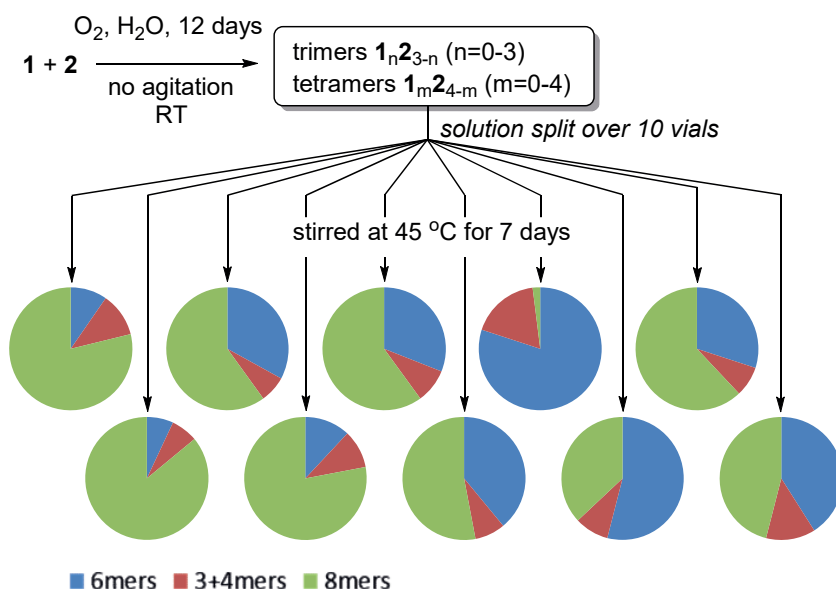 O₂, H₂O, 12 days
1 + 2
no agitation
RT
trimers 1ₙ2₃₋ₙ (n=0-3)
tetramers 1ₘ2₄₋ₘ (m=0-4)
solution split over 10 vials
stirred at 45 ºC for 7 days
6mers 3+4mers 8mers